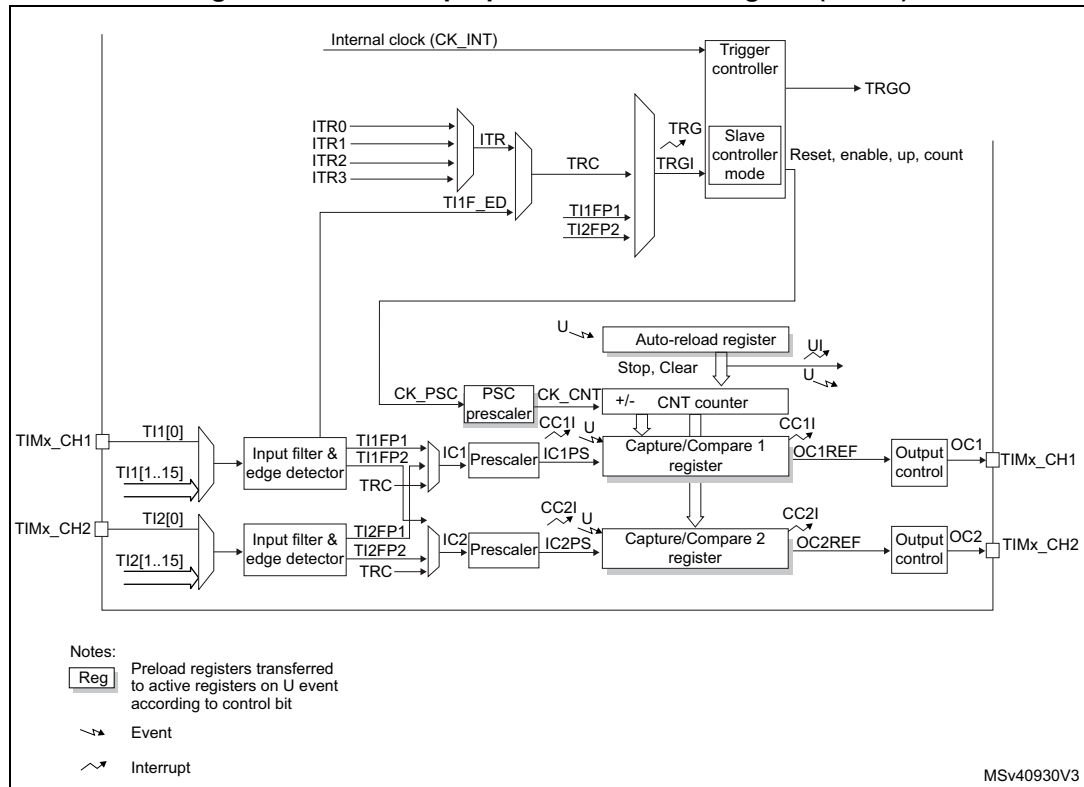 Internal clock (CK_INT)
Trigger
controller
TRGO
ITR0
ITR1
ITR2
ITR3
ITR
TRG
TRGI
Slave
controller
mode
Reset, enable, up, count
TRC
TI1F_ED
TI1FP1
TI2FP2
U
Auto-reload register
UI
Stop, Clear
U
CK_PSC
PSC
prescaler
CK_CNT
+/-
CNT counter
TIMx_CH1
TI1[0]
TI1[1..15]
Input filter &
edge detector
TI1FP1
TI1FP2
TRC
IC1
Prescaler
CC1I
IC1PS
U
Capture/Compare 1
register
CC1I
OC1REF
Output
control
OC1
TIMx_CH1
TIMx_CH2
TI2[0]
TI2[1..15]
Input filter &
edge detector
TI2FP1
TI2FP2
TRC
IC2
Prescaler
CC2I
IC2PS
U
Capture/Compare 2
register
CC2I
OC2REF
Output
control
OC2
TIMx_CH2
Notes:
Reg
Preload registers transferred
to active registers on U event
according to control bit
Event
Interrupt
MSv40930V3